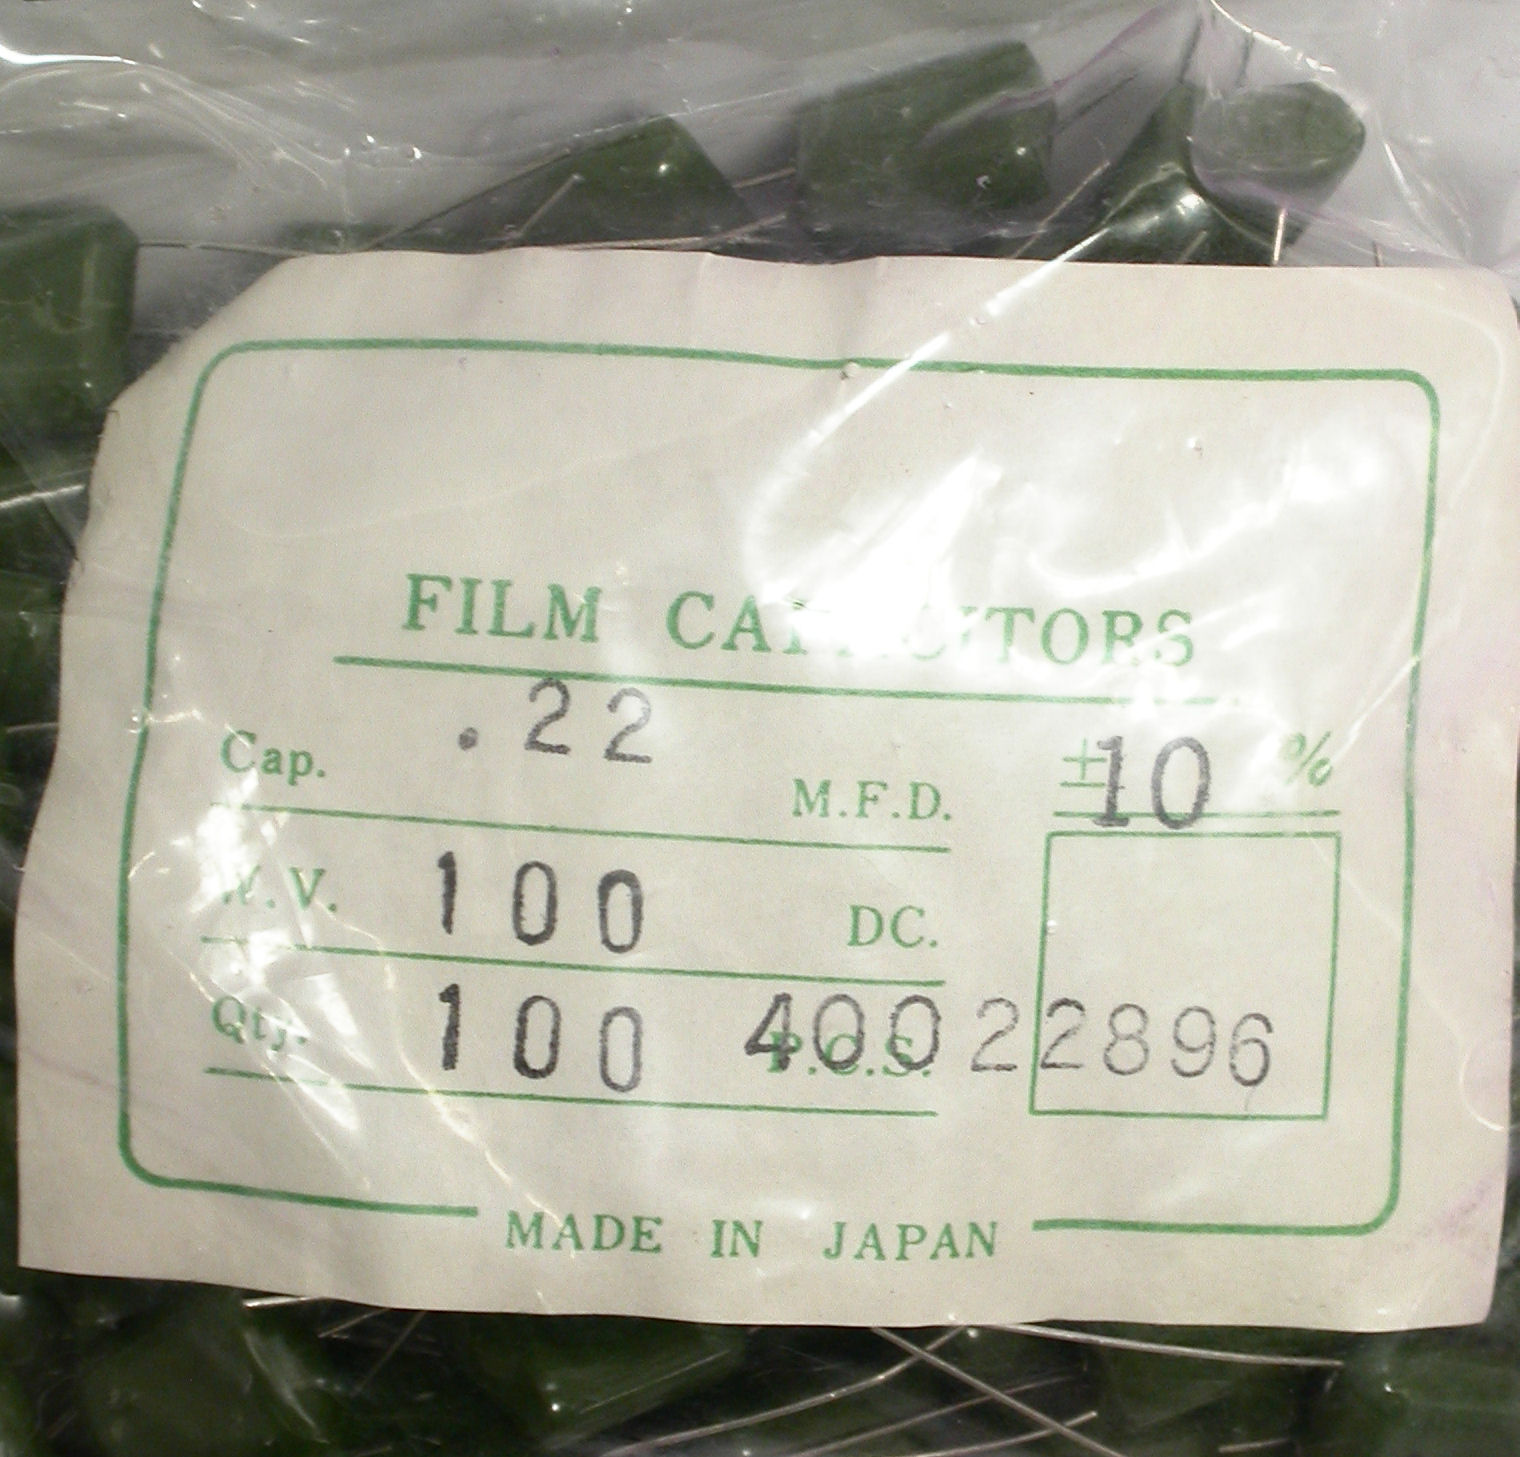 FILM CAPACITORS
Cap. .22 M.F.D. ±10 %
W.V. 100 DC.
Qty. 100 P.C.S. 40022896
MADE IN JAPAN